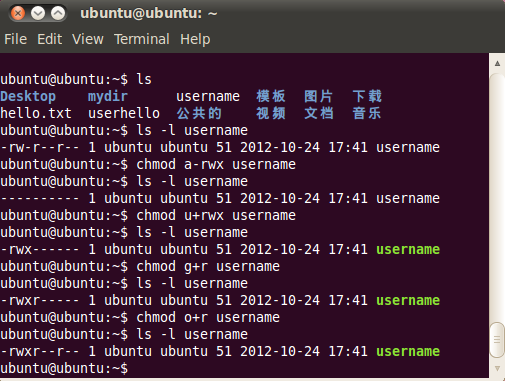 ubuntu@ubuntu: ~
File Edit View Terminal Help
ubuntu@ubuntu:~$ ls
Desktop mydir username 模板 图片 下载
hello.txt userhello 公共的 视频 文档 音乐
ubuntu@ubuntu:~$ ls -l username
-rw-r--r-- 1 ubuntu ubuntu 51 2012-10-24 17:41 username
ubuntu@ubuntu:~$ chmod a-rwx username
ubuntu@ubuntu:~$ ls -l username
---------- 1 ubuntu ubuntu 51 2012-10-24 17:41 username
ubuntu@ubuntu:~$ chmod u+rwx username
ubuntu@ubuntu:~$ ls -l username
-rwx------ 1 ubuntu ubuntu 51 2012-10-24 17:41 username
ubuntu@ubuntu:~$ chmod g+r username
ubuntu@ubuntu:~$ ls -l username
-rwxr----- 1 ubuntu ubuntu 51 2012-10-24 17:41 username
ubuntu@ubuntu:~$ chmod o+r username
ubuntu@ubuntu:~$ ls -l username
-rwxr--r-- 1 ubuntu ubuntu 51 2012-10-24 17:41 username
ubuntu@ubuntu:~$